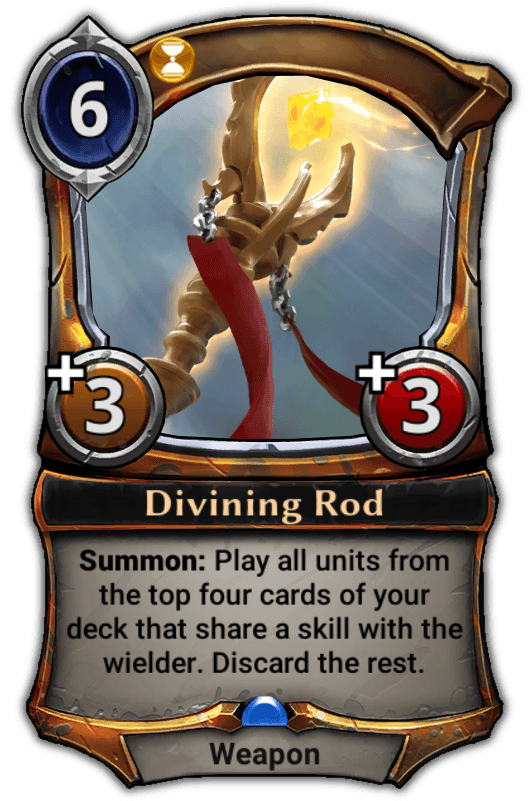 6
+3
+3
Divining Rod
Summon: Play all units from
the top four cards of your
deck that share a skill with the
wielder. Discard the rest.
Weapon